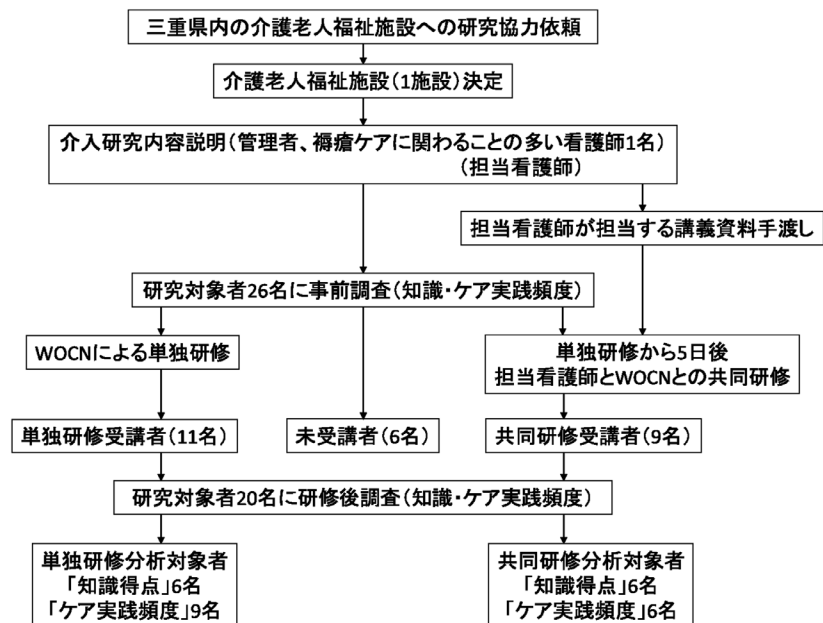 三重県内の介護老人福祉施設への研究協力依頼
介護老人福祉施設(1施設)決定
介入研究内容説明(管理者、褥瘡ケアに関わることの多い看護師1名)
(担当看護師)
担当看護師が担当する講義資料手渡し
研究対象者26名に事前調査(知識・ケア実践頻度)
WOCNによる単独研修
単独研修から5日後
担当看護師とWOCNとの共同研修
単独研修受講者(11名)
未受講者(6名)
共同研修受講者(9名)
研究対象者20名に研修後調査(知識・ケア実践頻度)
単独研修分析対象者
「知識得点」6名
「ケア実践頻度」9名
共同研修分析対象者
「知識得点」6名
「ケア実践頻度」6名